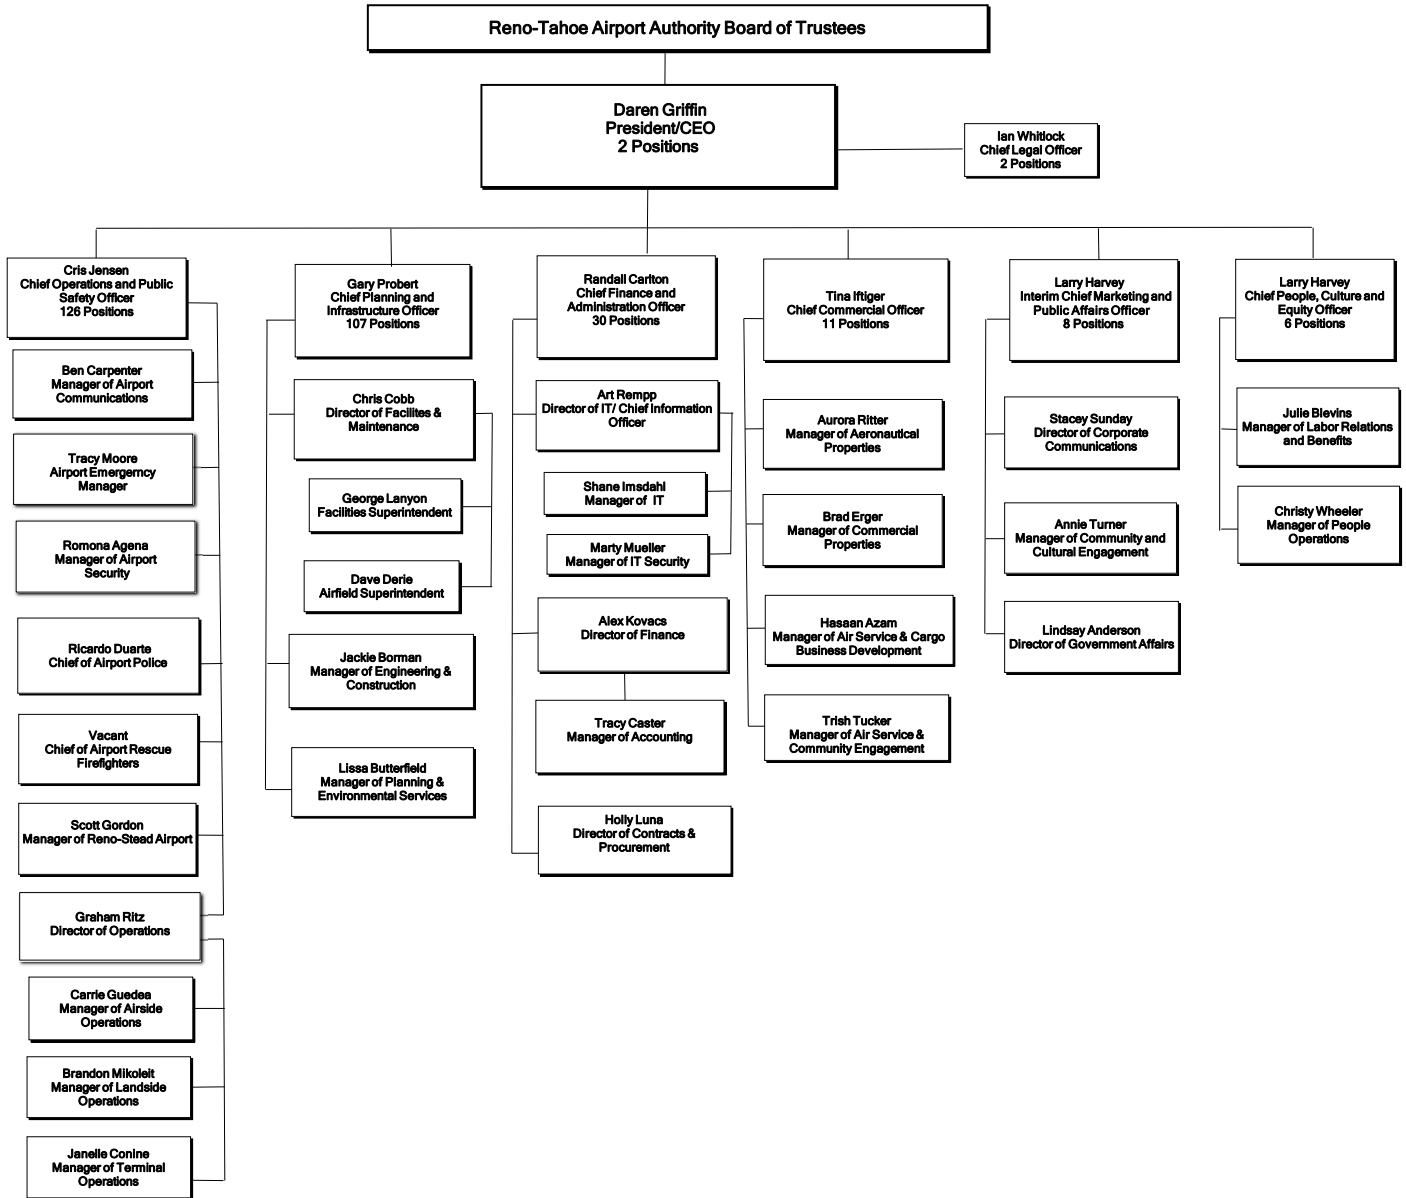 Reno-Tahoe Airport Authority Board of Trustees
Daren Griffin
President/CEO
2 Positions
Ian Whitlock
Chief Legal Officer
2 Positions
Cris Jensen
Chief Operations and Public
Safety Officer
126 Positions
Ben Carpenter
Manager of Airport
Communications
Tracy Moore
Airport Emergerncy
Manager
Romona Agena
Manager of Airport
Security
Ricardo Duarte
Chief of Airport Police
Vacant
Chief of Airport Rescue
Firefighters
Scott Gordon
Manager of Reno-Stead Airport
Graham Ritz
Director of Operations
Carrie Guedea
Manager of Airside
Operations
Brandon Mikoleit
Manager of Landside
Operations
Janelle Conine
Manager of Terminal
Operations
Gary Probert
Chief Planning and
Infrastructure Officer
107 Positions
Chris Cobb
Director of Facilites &
Maintenance
George Lanyon
Facilities Superintendent
Dave Derie
Airfield Superintendent
Jackie Borman
Manager of Engineering &
Construction
Lissa Butterfield
Manager of Planning &
Environmental Services
Randall Carlton
Chief Finance and
Administration Officer
30 Positions
Art Rempp
Director of IT/ Chief Information
Officer
Shane Imsdahl
Manager of IT
Marty Mueller
Manager of IT Security
Alex Kovacs
Director of Finance
Tracy Caster
Manager of Accounting
Holly Luna
Director of Contracts &
Procurement
Tina Iftiger
Chief Commercial Officer
11 Positions
Aurora Ritter
Manager of Aeronautical
Properties
Brad Erger
Manager of Commercial
Properties
Hassan Azam
Manager of Air Service & Cargo
Business Development
Trish Tucker
Manager of Air Service &
Community Engagement
Larry Harvey
Interim Chief Marketing and
Public Affairs Officer
8 Positions
Stacey Sunday
Director of Corporate
Communications
Annie Turner
Manager of Community and
Cultural Engagement
Lindsay Anderson
Director of Government Affairs
Larry Harvey
Chief People, Culture and
Equity Officer
6 Positions
Julie Blevins
Manager of Labor Relations
and Benefits
Christy Wheeler
Manager of People
Operations